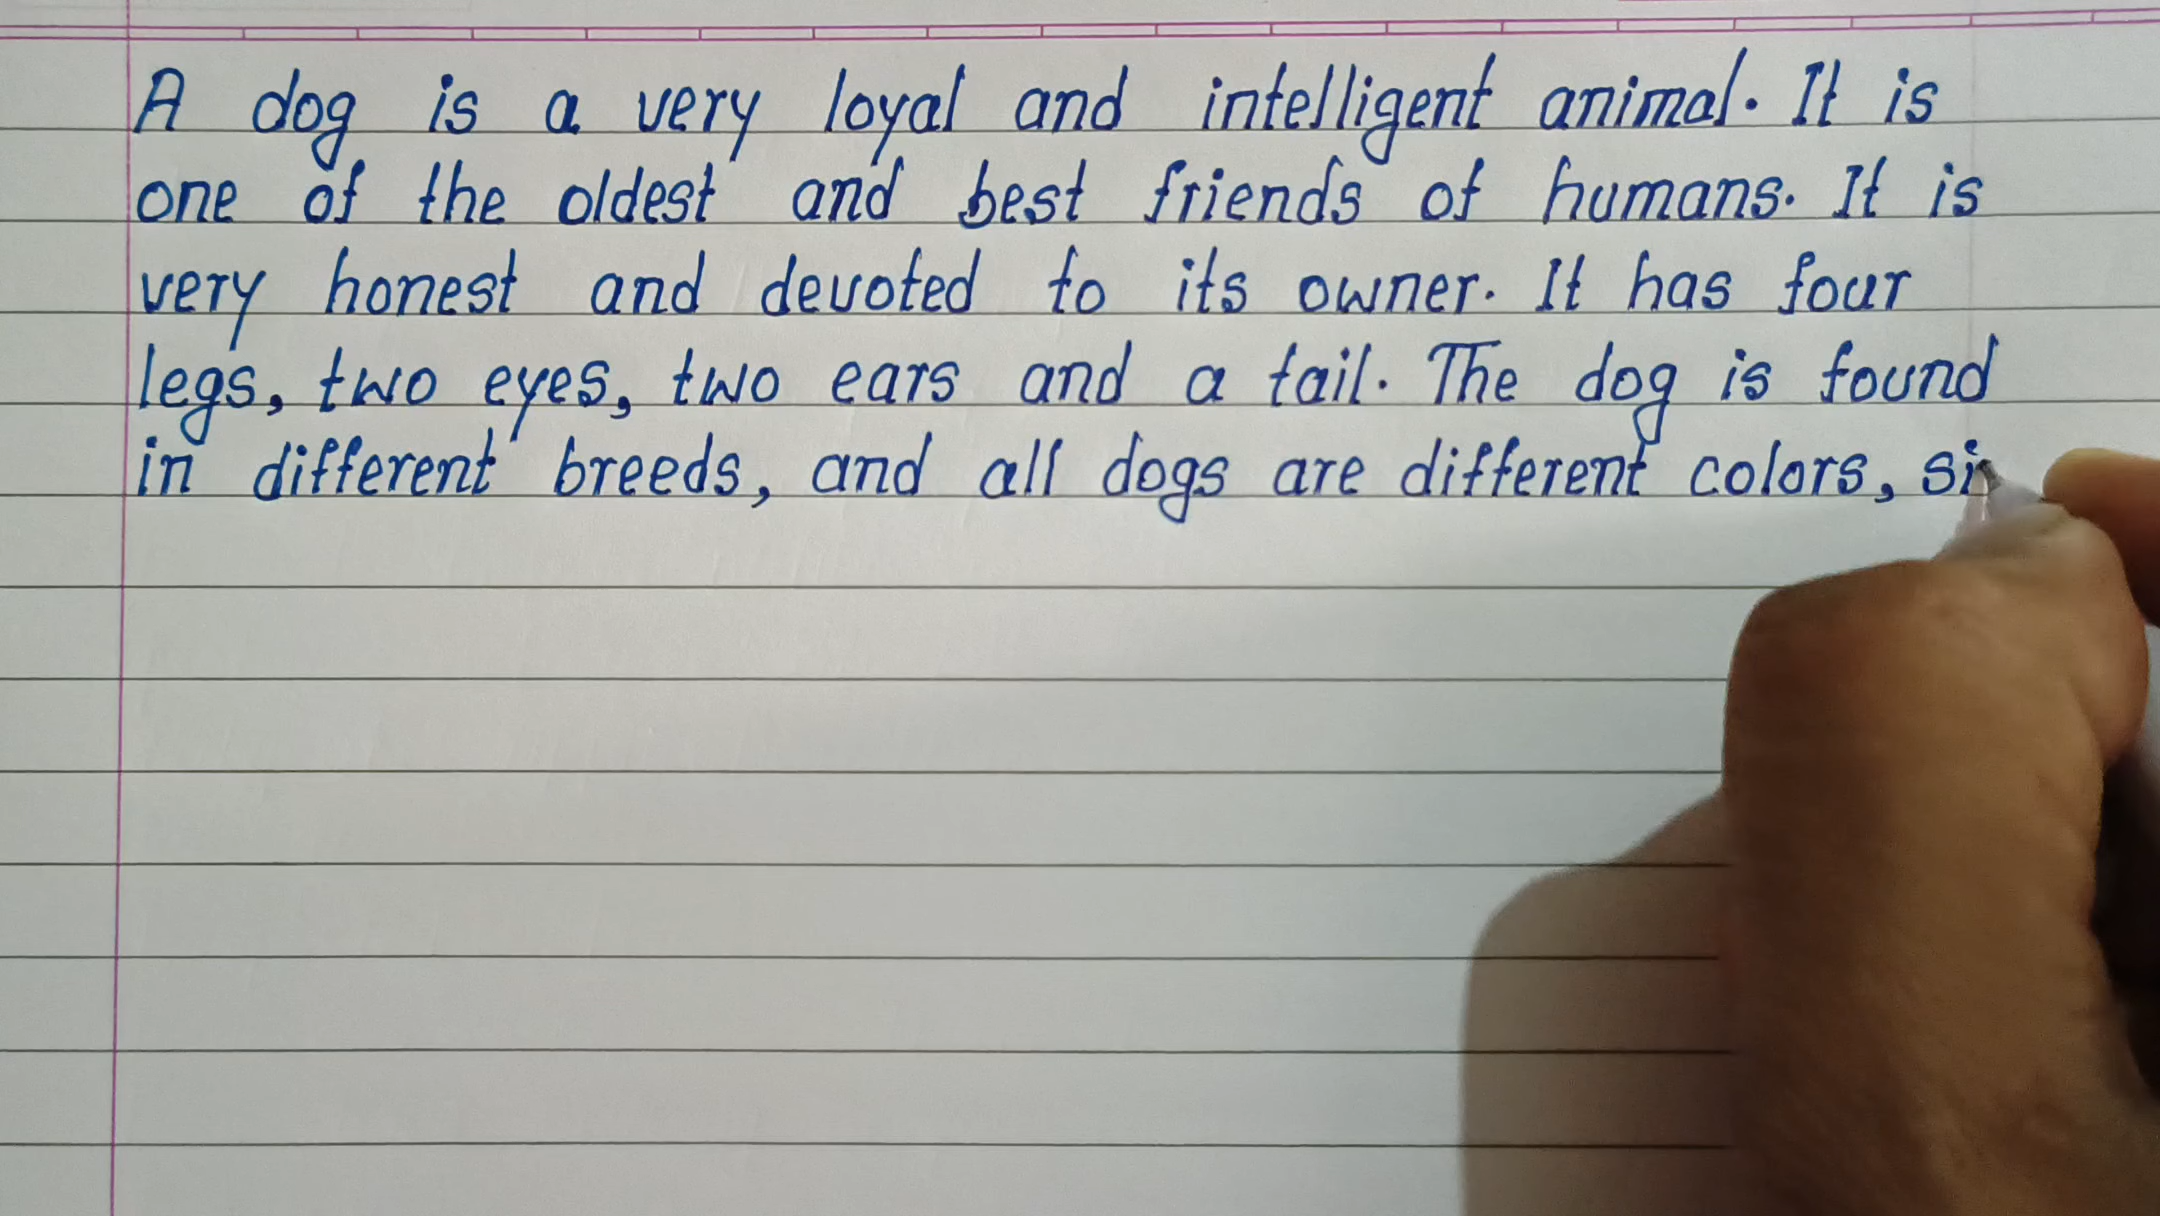 A dog is a very loyal and intelligent animal. It is
one of the oldest and best friends of humans. It is
very honest and devoted to its owner. It has four
legs, two eyes, two ears and a tail. The dog is found
in different breeds, and all dogs are different colors, si